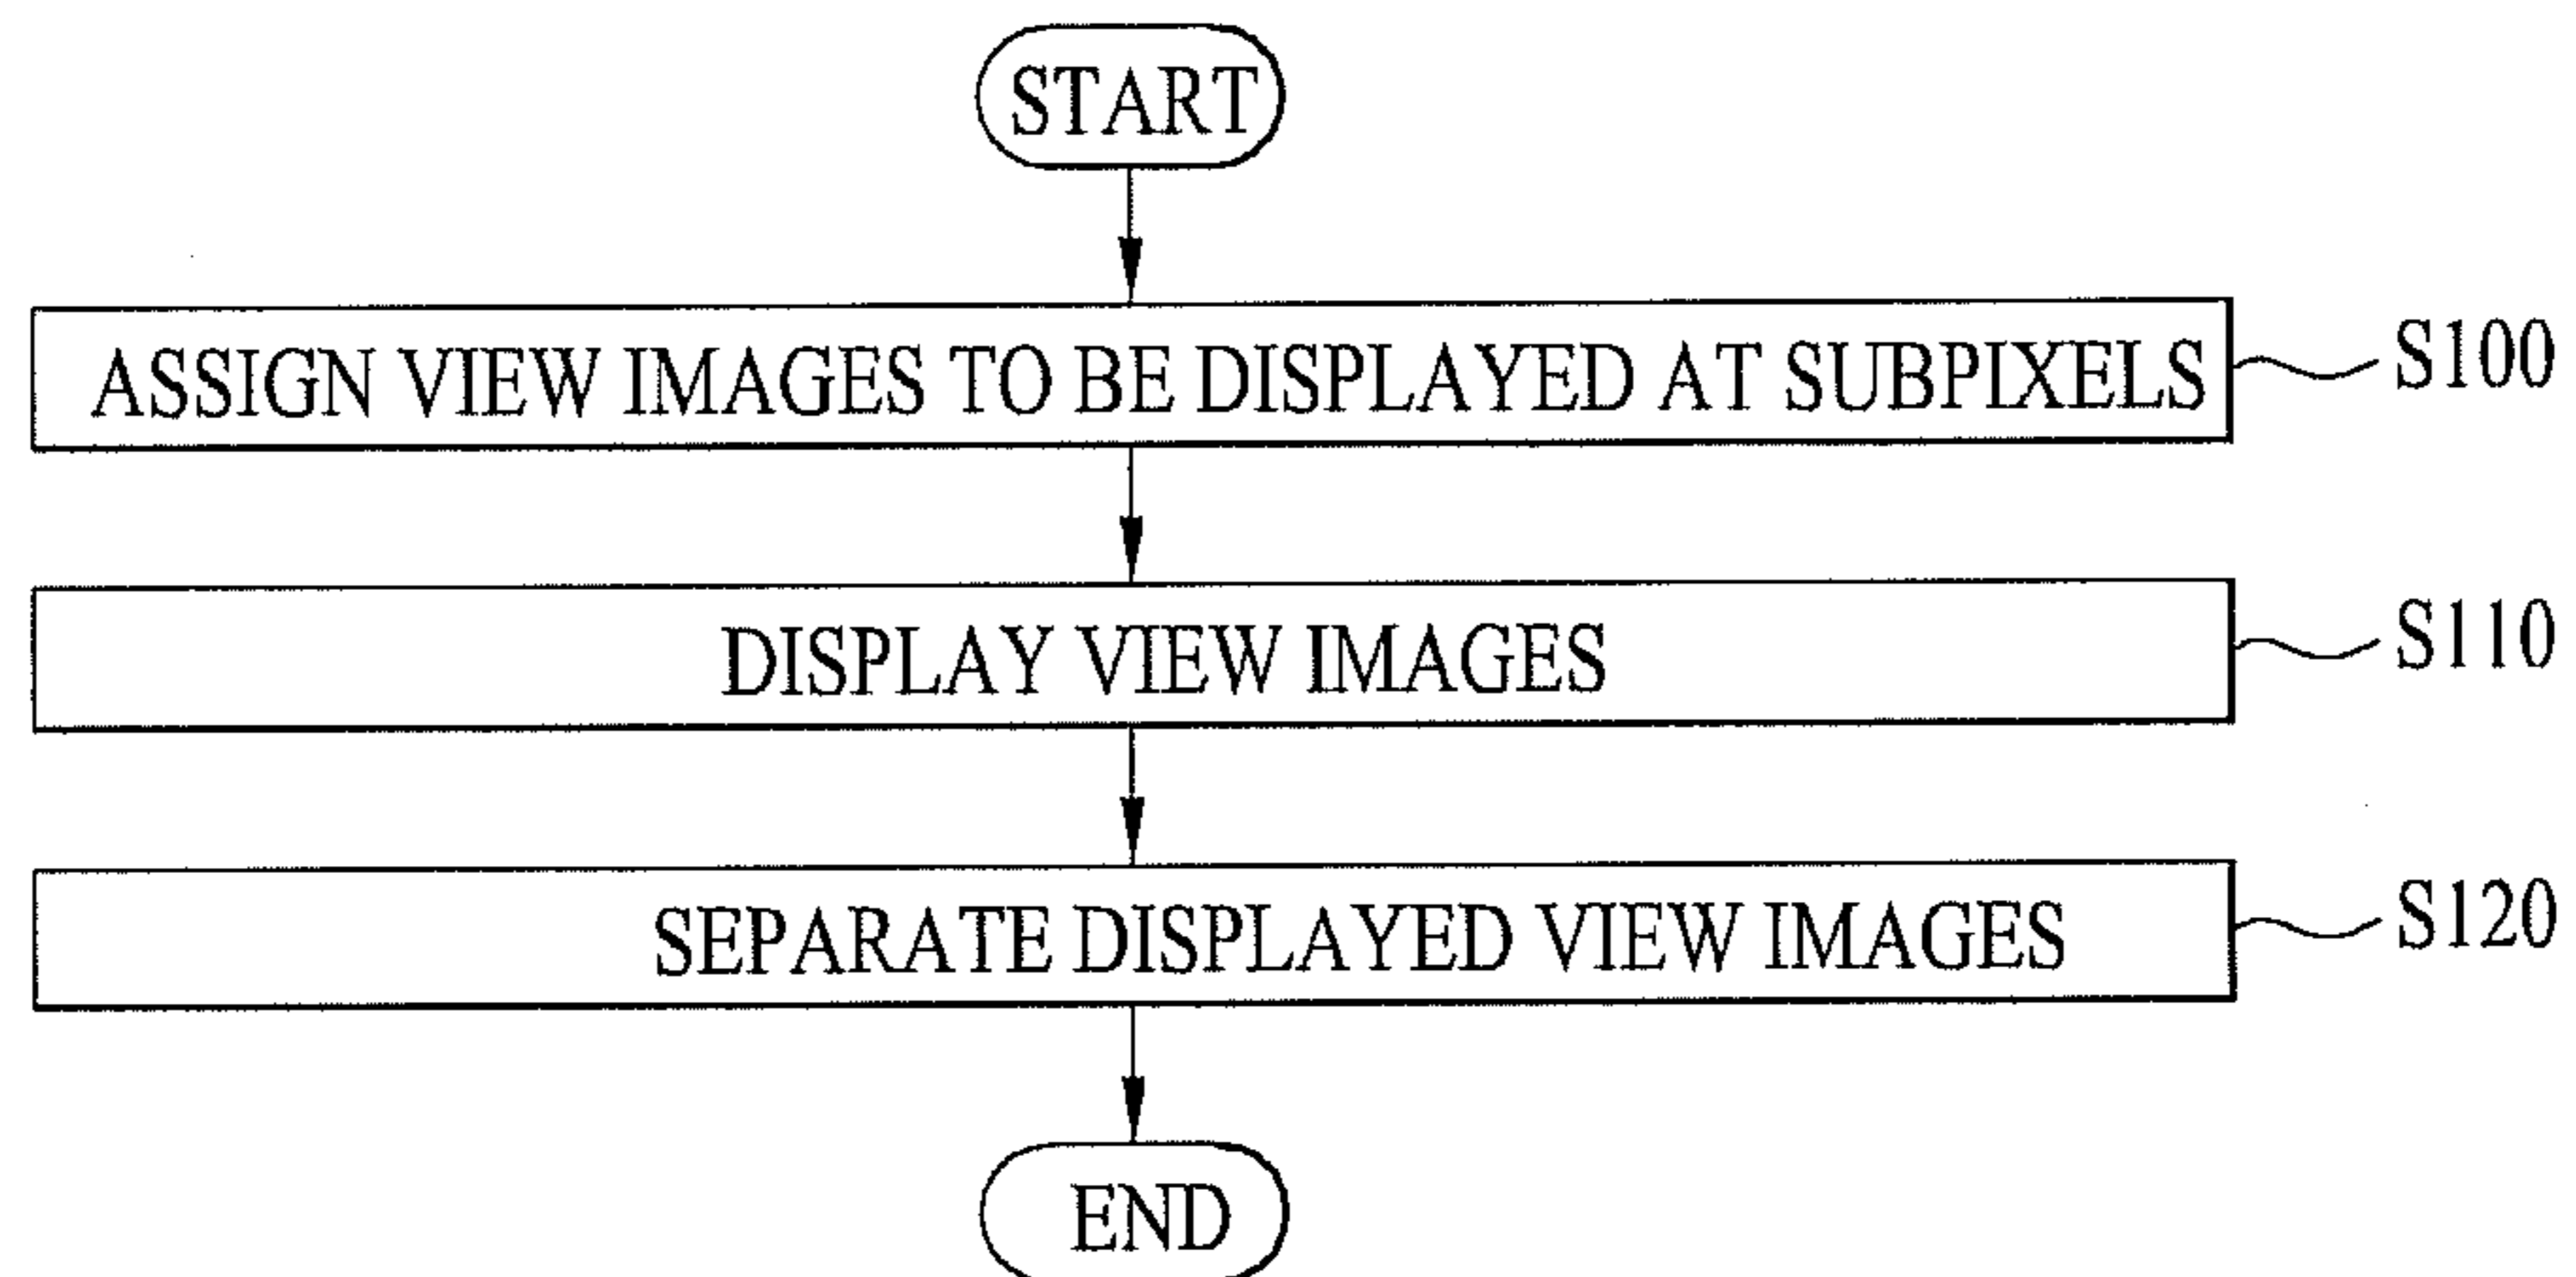 START
ASSIGN VIEW IMAGES TO BE DISPLAYED AT SUBPIXELS
S100
DISPLAY VIEW IMAGES
S110
SEPARATE DISPLAYED VIEW IMAGES
S120
END